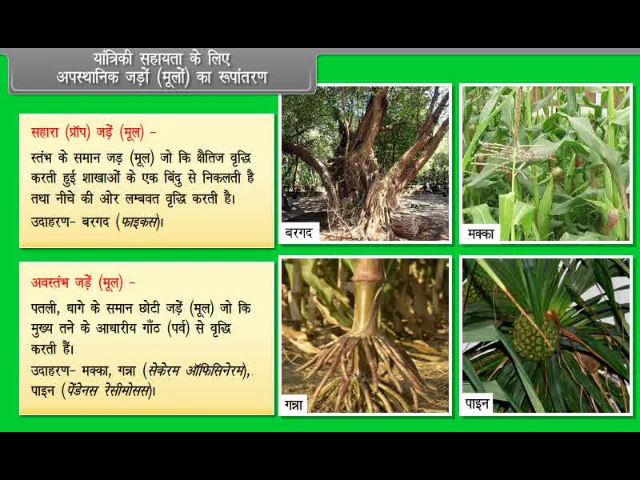 यांत्रिकी सहायता के लिए
अपस्थानिक जड़ों (मूलों) का रूपांतरण
सहारा (प्रॉप) जड़ें (मूल) -
स्तंभ के समान जड़ (मूल) जो कि क्षैतिज वृद्धि
करती हुई शाखाओं के एक बिंदु से निकलती है
तथा नीचे की ओर लम्बवत वृद्धि करती है।
उदाहरण- बरगद (फाइकस)।
बरगद
मक्का
अवस्तंभ जड़ें (मूल) -
पतली, धागे के समान छोटी जड़ें (मूल) जो कि
मुख्य तने के आधारीय गाँठ (पर्व) से वृद्धि
करती हैं।
उदाहरण- मक्का, गन्ना (सेकेरम ऑफिसिनेरम),
पाइन (पेंडेनस रेसीमोसस)।
गन्ना
पाइन